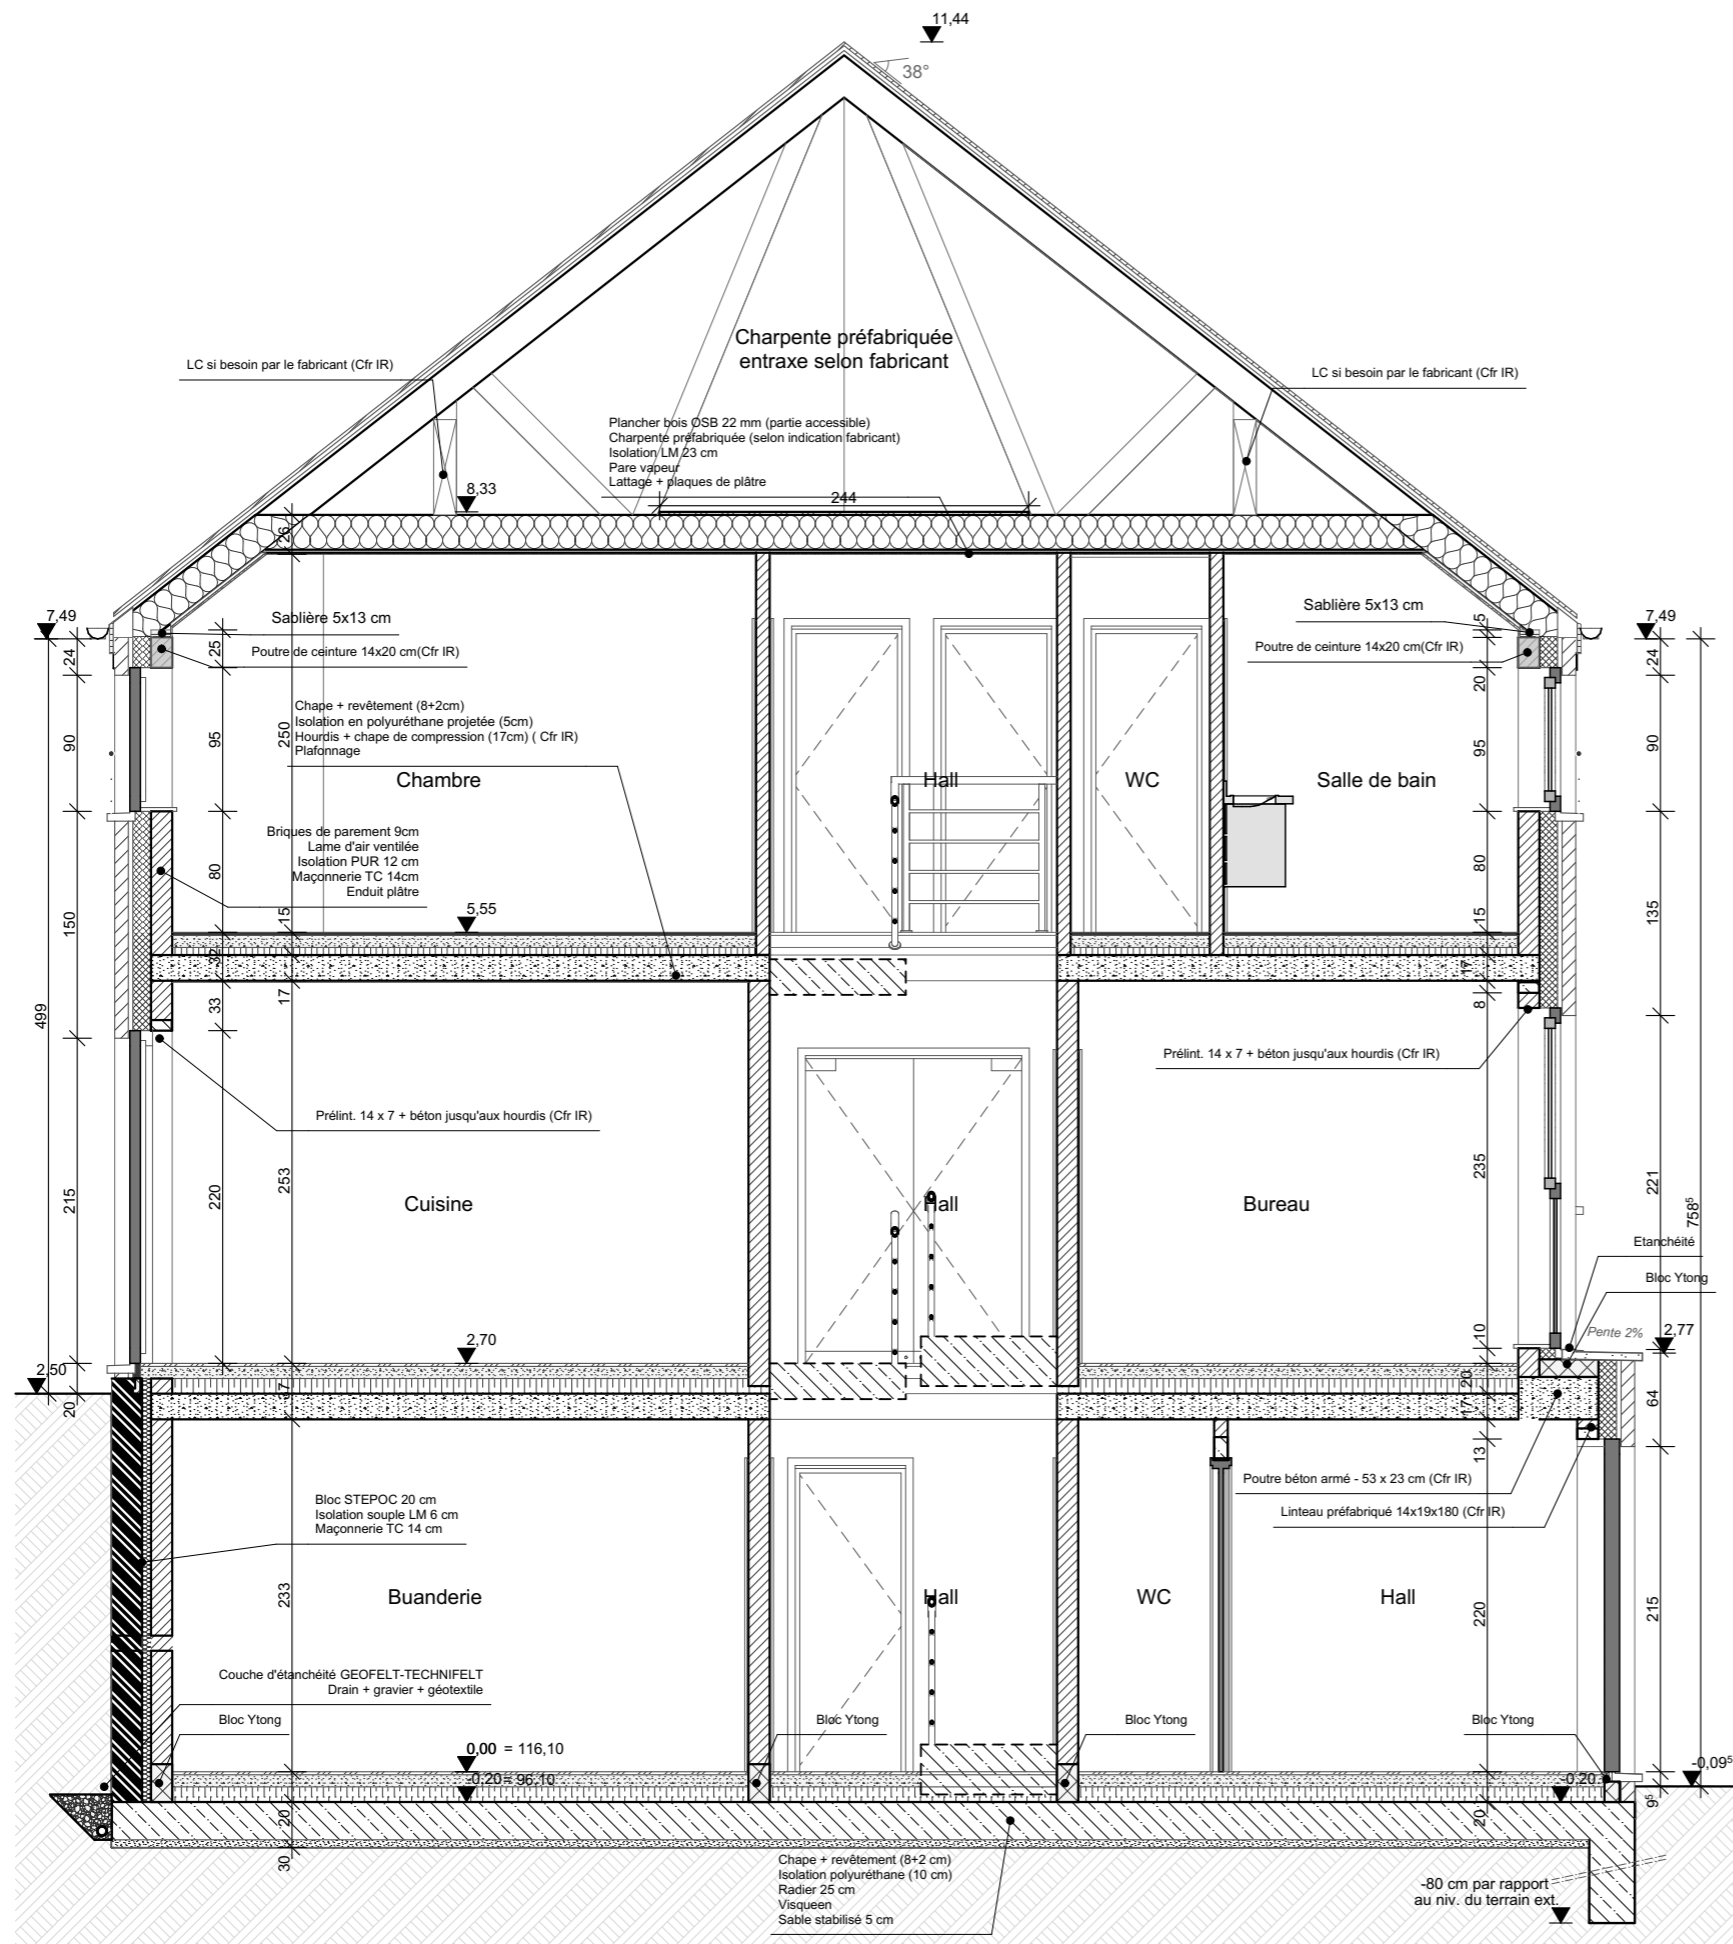 11,44
38°
Charpente préfabriquée
entraxe selon fabricant
LC si besoin par le fabricant (Cfr IR)
LC si besoin par le fabricant (Cfr IR)
Plancher bois OSB 22 mm (partie accessible)
Charpente préfabriquée (selon indication fabricant)
Isolation LM 23 cm
Pare vapeur
Lattage + plaques de plâtre
8,33
244
26
7,49
Sablière 5x13 cm
Poutre de ceinture 14x20 cm(Cfr IR)
Sablière 5x13 cm
Poutre de ceinture 14x20 cm(Cfr IR)
7,49
24
25
5
20
24
Chape + revêtement (8+2cm)
Isolation en polyuréthane projetée (5cm)
Hourdis + chape de compression (17cm) ( Cfr IR)
Plafonnage
90
95
250
95
90
Chambre
Hall
WC
Salle de bain
Briques de parement 9cm
Lame d'air ventilée
Isolation PUR 12 cm
Maçonnerie TC 14cm
Enduit plâtre
150
80
15
5,55
80
15
135
32
33
17
17
8
499
Prélint. 14 x 7 + béton jusqu'aux hourdis (Cfr IR)
Prélint. 14 x 7 + béton jusqu'aux hourdis (Cfr IR)
215
220
253
235
221
758⁵
Cuisine
Hall
Bureau
Etanchéité
Bloc Ytong
Pente 2%
2,77
2,70
10
2,50
20
37
20
17
64
13
Poutre béton armé - 53 x 23 cm (Cfr IR)
Linteau préfabriqué 14x19x180 (Cfr IR)
Bloc STEPOC 20 cm
Isolation souple LM 6 cm
Maçonnerie TC 14 cm
233
220
215
Buanderie
Hall
WC
Hall
Couche d'étanchéité GEOFELT-TECHNIFELT
Drain + gravier + géotextile
Bloc Ytong
Bloc Ytong
Bloc Ytong
Bloc Ytong
0,00 = 116,10
-0,20 = 96,10
-0,20
-0,09⁵
9⁵
20
20
30
Chape + revêtement (8+2 cm)
Isolation polyuréthane (10 cm)
Radier 25 cm
Visqueen
Sable stabilisé 5 cm
-80 cm par rapport
au niv. du terrain ext.